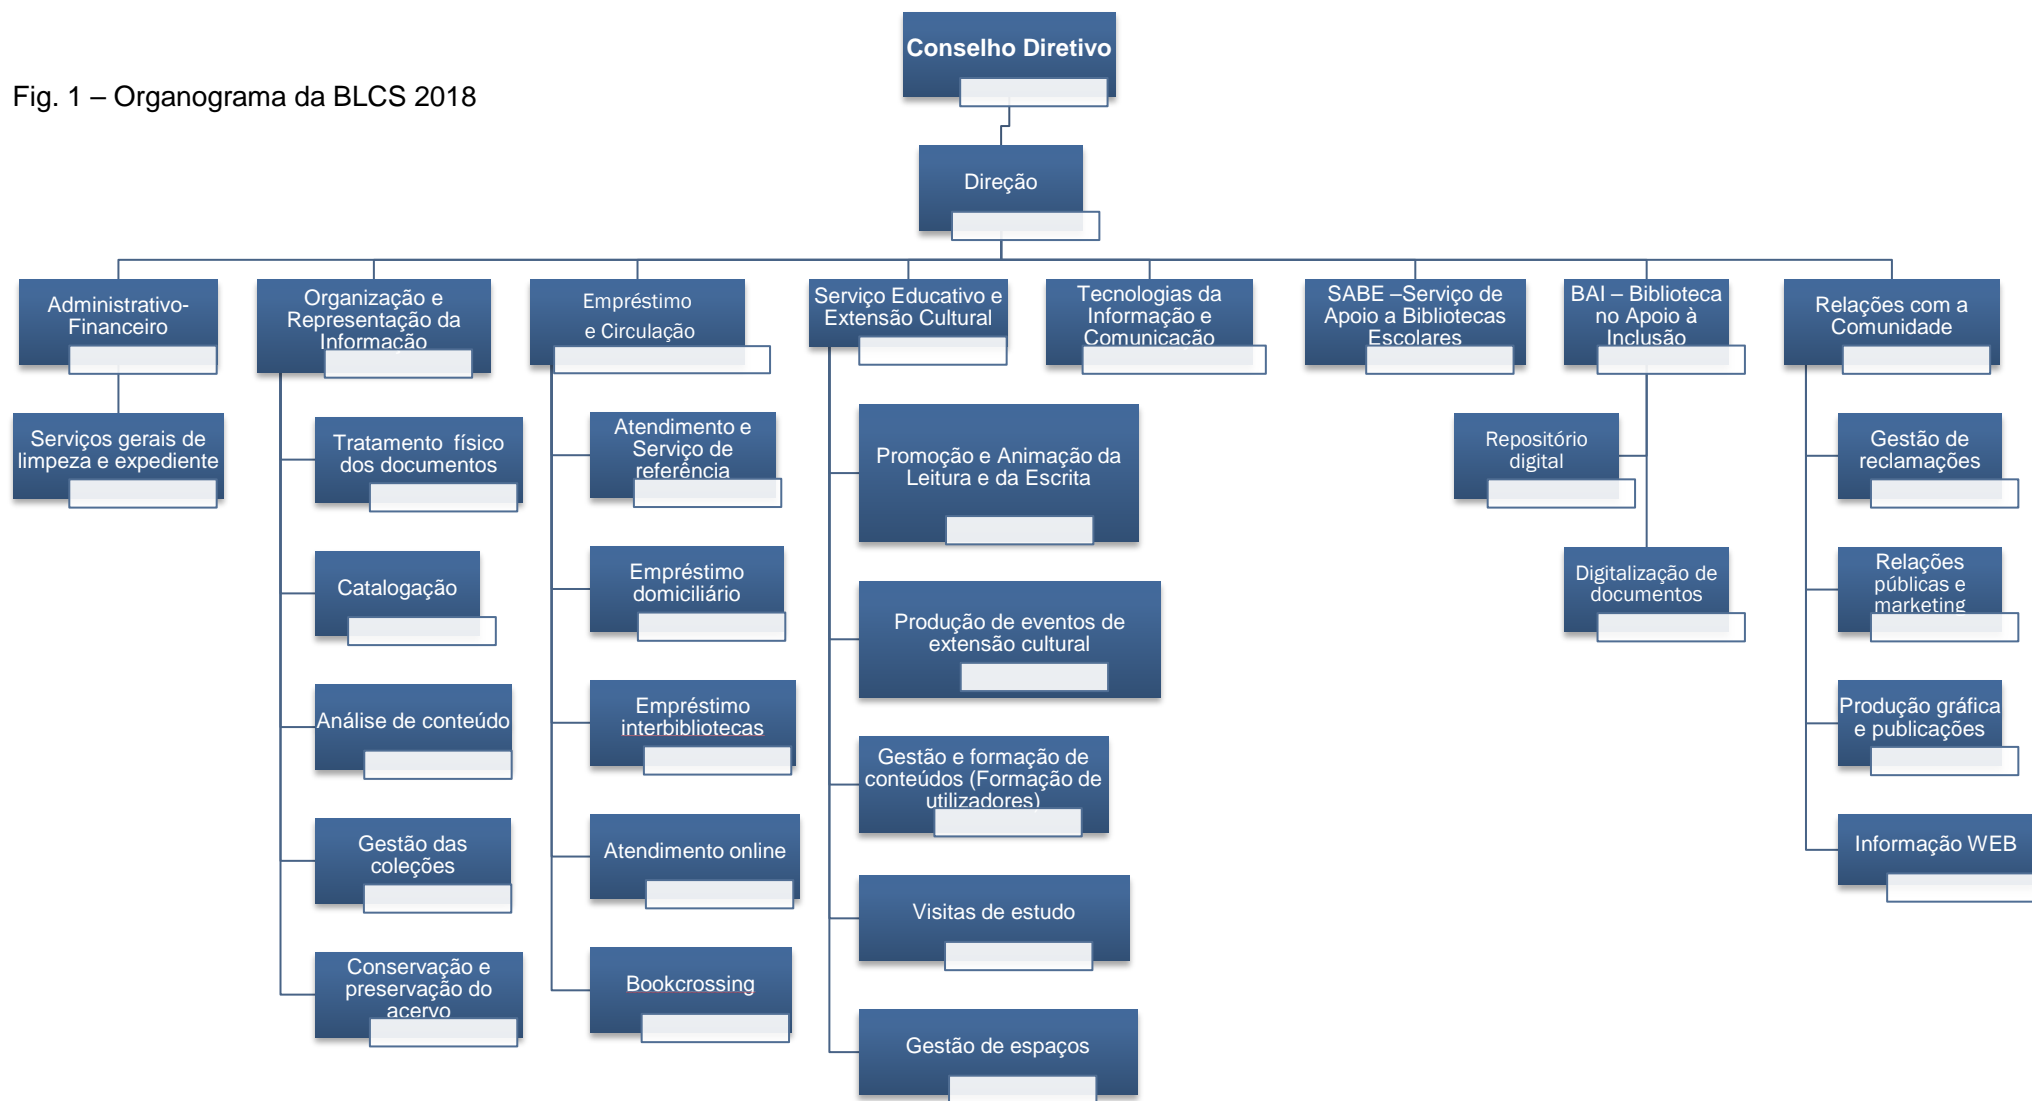 Conselho Diretivo
Fig. 1 – Organograma da BLCS 2018
Direção
Administrativo-
Financeiro
Organização e
Representação da
Informação
Empréstimo
e Circulação
Serviço Educativo e
Extensão Cultural
Tecnologias da
Informação e
Comunicação
SABE –Serviço de
Apoio a Bibliotecas
Escolares
BAI – Biblioteca
no Apoio à
Inclusão
Relações com a
Comunidade
Serviços gerais de
limpeza e expediente
Tratamento físico
dos documentos
Catalogação
Análise de conteúdo
Gestão das
coleções
Conservação e
preservação do
acervo
Atendimento e
Serviço de
referência
Empréstimo
domiciliário
Empréstimo
interbibliotecas
Atendimento online
Bookcrossing
Promoção e Animação da
Leitura e da Escrita
Produção de eventos de
extensão cultural
Gestão e formação de
conteúdos (Formação de
utilizadores)
Visitas de estudo
Gestão de espaços
Repositório
digital
Digitalização de
documentos
Gestão de
reclamações
Relações
públicas e
marketing
Produção gráfica
e publicações
Informação WEB